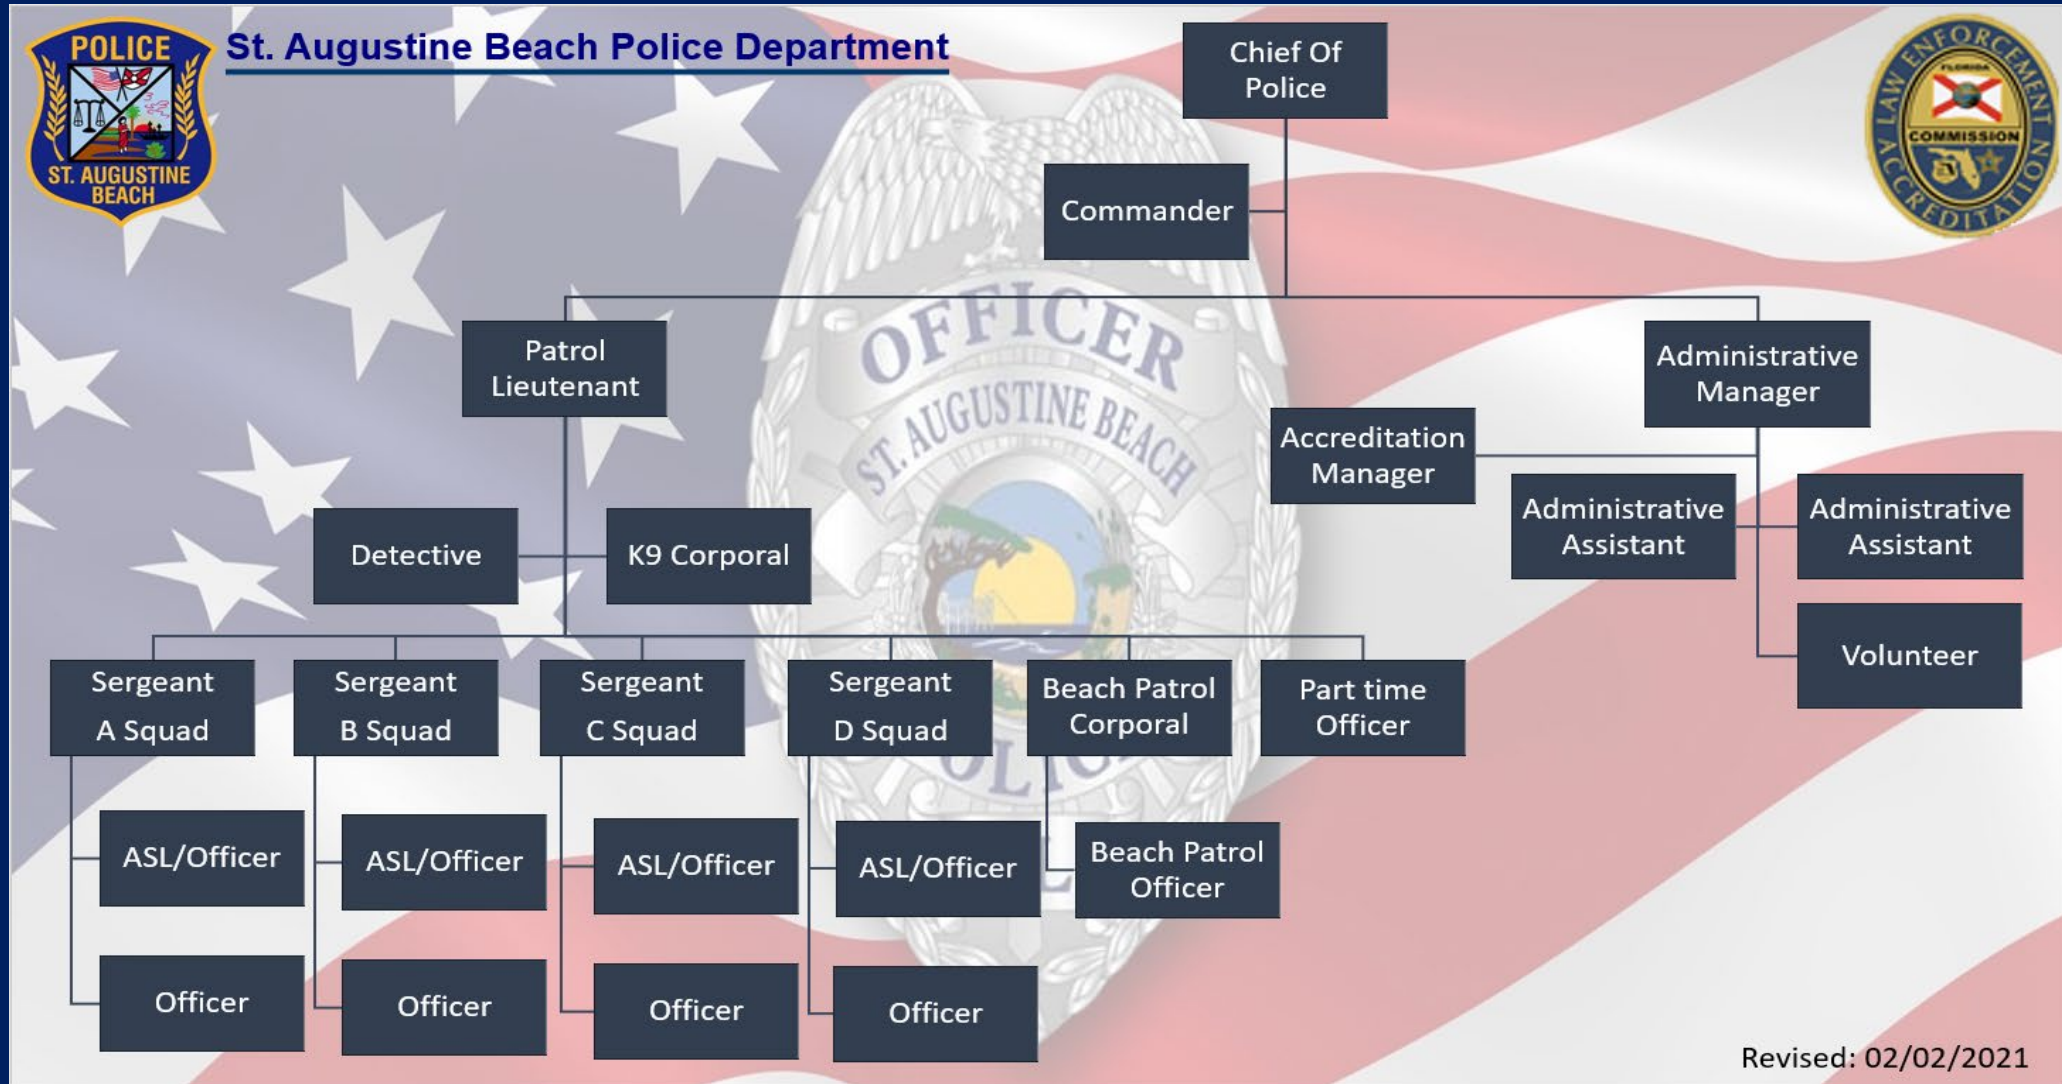 POLICE
ST. AUGUSTINE
BEACH
St. Augustine Beach Police Department
Chief Of
Police
LAW ENFORCEMENT
FLORIDA
COMMISSION
ACCREDITATION
Commander
OFFICER
ST. AUGUSTINE BEACH
Patrol
Lieutenant
Administrative
Manager
Accreditation
Manager
Administrative
Assistant
Administrative
Assistant
Detective
K9 Corporal
Volunteer
Sergeant
A Squad
Sergeant
B Squad
Sergeant
C Squad
Sergeant
D Squad
Beach Patrol
Corporal
Part time
Officer
ASL/Officer
ASL/Officer
ASL/Officer
ASL/Officer
Beach Patrol
Officer
Officer
Officer
Officer
Officer
Revised: 02/02/2021